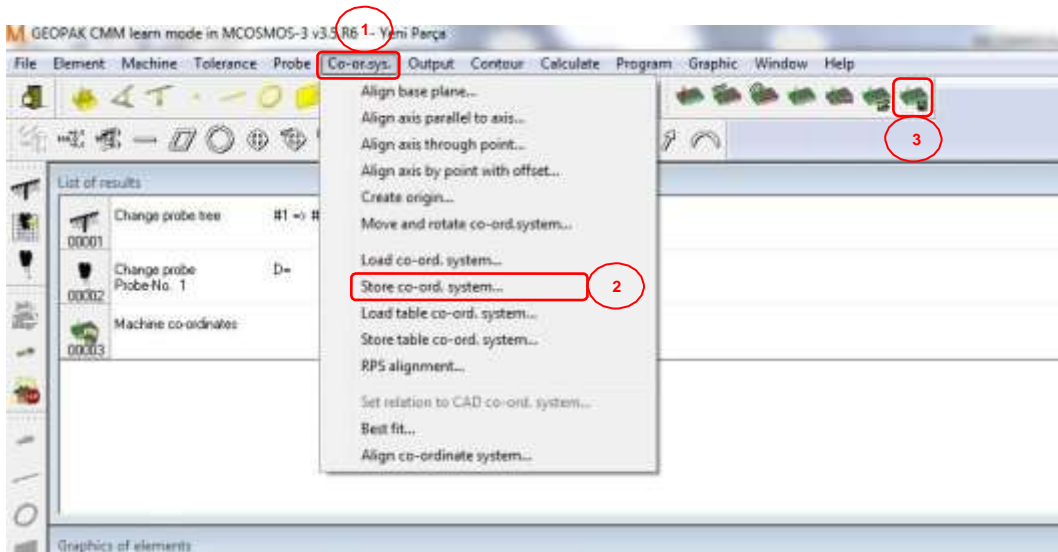 1
GEOPAK CMM learn mode in MCOSMOS-3 v3.5 R6 - Yeni Parça
File Element Machine Tolerance Probe Co-or.sys. Output Contour Calculate Program Graphic Window Help
3
Align base plane...
Align axis parallel to axis...
Align axis through point...
Align axis by point with offset...
Create origin...
Move and rotate co-ord.system...
Load co-ord. system...
Store co-ord. system...
2
Load table co-ord. system...
Store table co-ord. system...
RPS alignment...
Set relation to CAD co-ord. system...
Best fit...
Align co-ordinate system...
List of results
Change probe tree #1 => #
00001
Change probe D=
Probe-No. 1
00002
Machine co-ordinates
00003
Graphics of elements